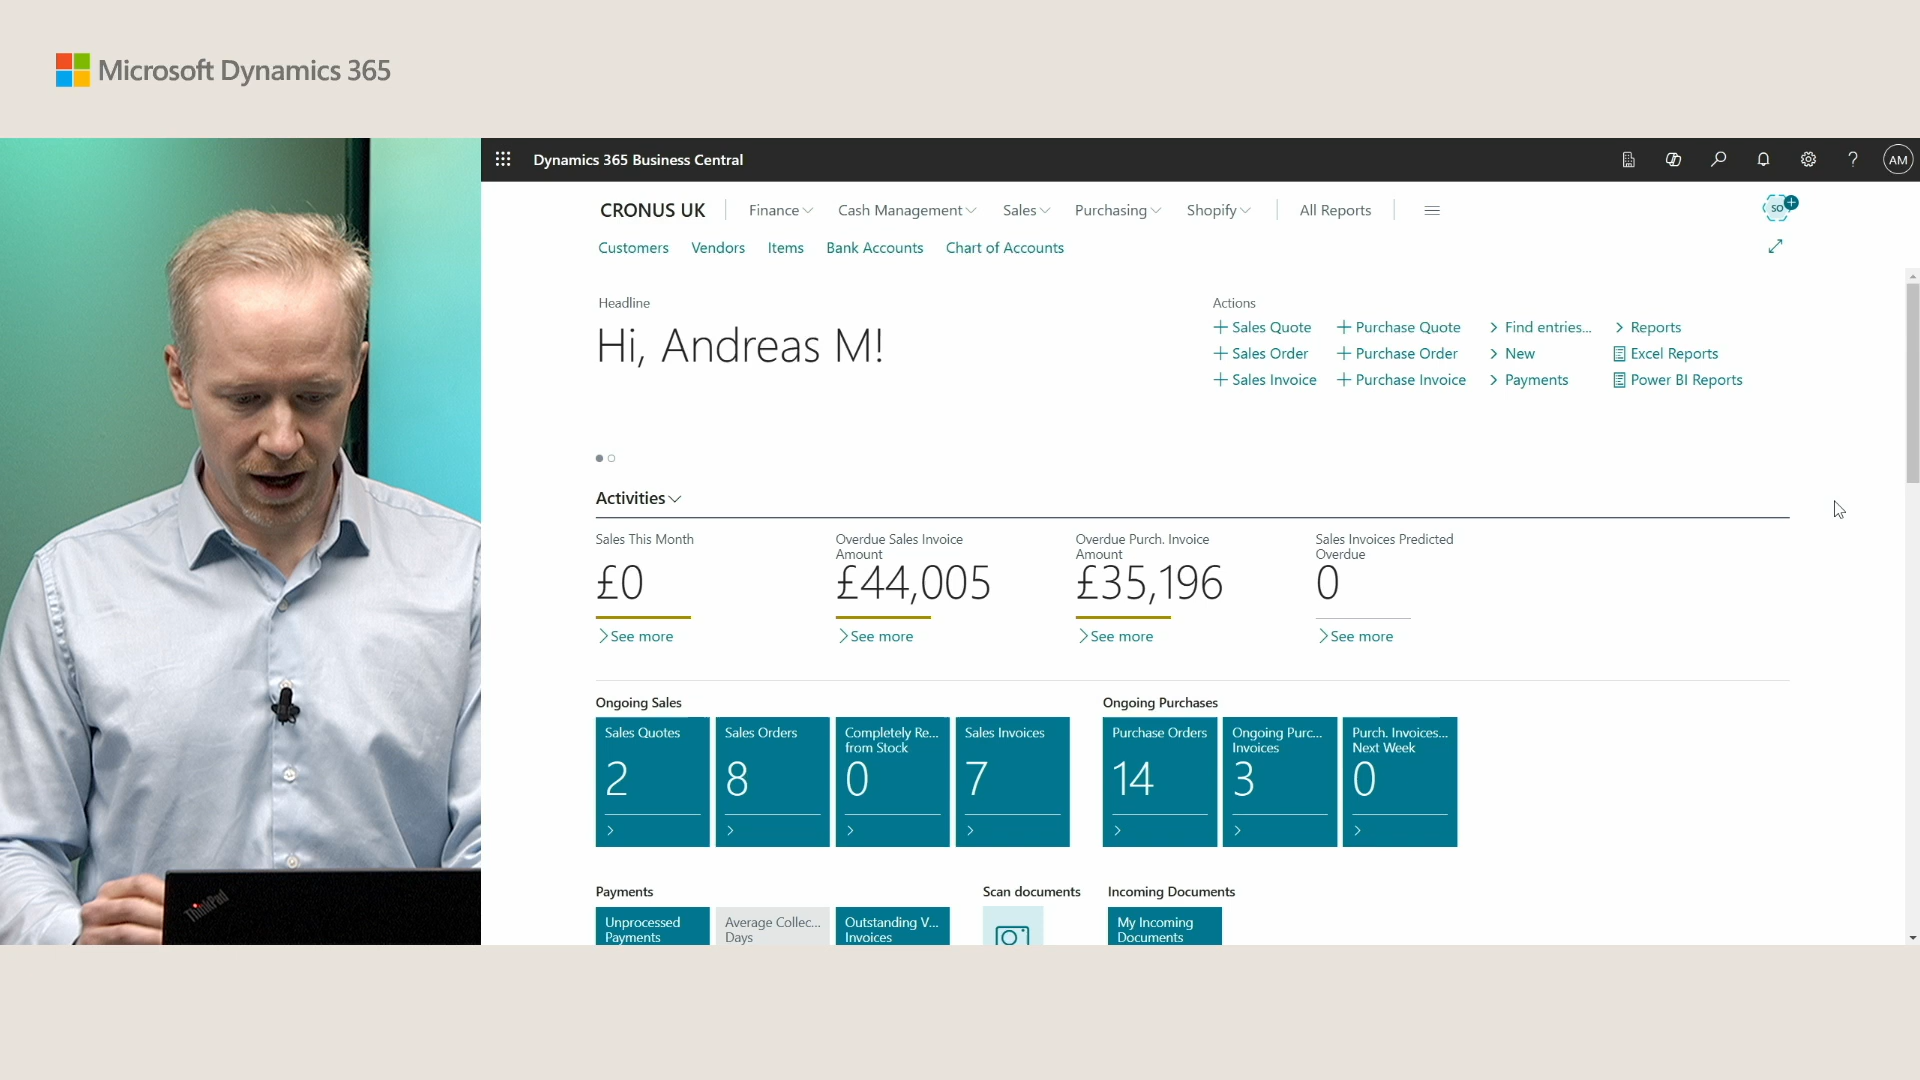 Microsoft Dynamics 365
Dynamics 365 Business Central
AM
CRONUS UK
Finance
Cash Management
Sales
Purchasing
Shopify
All Reports
SO
Customers
Vendors
Items
Bank Accounts
Chart of Accounts
Headline
Hi, Andreas M!
Actions
Sales Quote
Purchase Quote
Find entries...
Reports
Sales Order
Purchase Order
New
Excel Reports
Sales Invoice
Purchase Invoice
Payments
Power BI Reports
Activities
Sales This Month
£0
See more
Overdue Sales Invoice
Amount
£44,005
See more
Overdue Purch. Invoice
Amount
£35,196
See more
Sales Invoices Predicted
Overdue
0
See more
Ongoing Sales
Sales Quotes
2
Sales Orders
8
Completely Re...
from Stock
0
Sales Invoices
7
Ongoing Purchases
Purchase Orders
14
Ongoing Purc...
Invoices
3
Purch. Invoices...
Next Week
0
Payments
Unprocessed
Payments
Average Collec...
Days
Outstanding V...
Invoices
Scan documents
Incoming Documents
My Incoming
Documents
ThinkPad